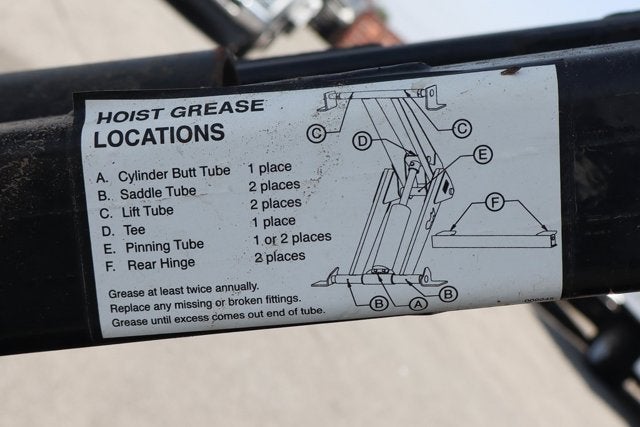 HOIST GREASE
LOCATIONS
A. Cylinder Butt Tube 1 place
B. Saddle Tube 2 places
C. Lift Tube 2 places
D. Tee 1 place
E. Pinning Tube 1 or 2 places
F. Rear Hinge 2 places
Grease at least twice annually.
Replace any missing or broken fittings.
Grease until excess comes out end of tube.
C
C
D
E
F
B
A
B